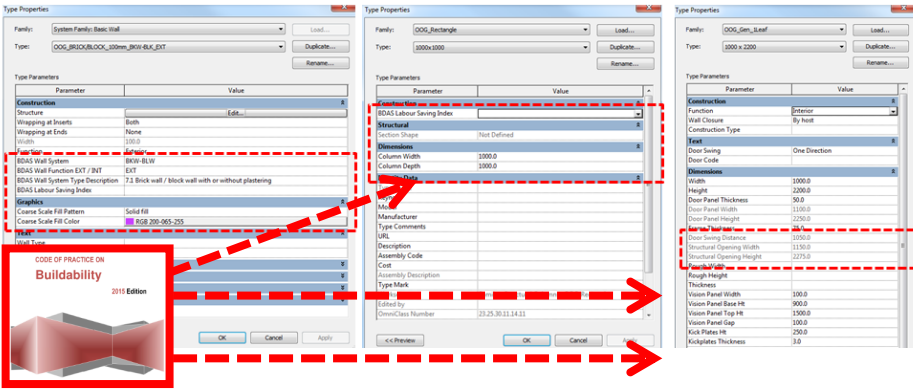 Type Properties
Family: System Family: Basic Wall Load...
Type: OOG_BRICK/BLOCK_100mm_BKW-BLK_EXT Duplicate...
Rename...
Type Parameters
Parameter Value
Construction
Structure Edit...
Wrapping at Inserts Both
Wrapping at Ends None
Width 100.0
Function Exterior
BDAS Wall System BKW-BLW
BDAS Wall Function EXT / INT EXT
BDAS Wall System Type Description 7.1 Brick wall / block wall with or without plastering
BDAS Labour Saving Index
Graphics
Coarse Scale Fill Pattern Solid fill
Coarse Scale Fill Color RGB 200-065-255
Text
Wall Type
CODE OF PRACTICE ON
Buildability
2015 Edition
OK Cancel Apply
Type Properties
Family: OOG_Rectangle Load...
Type: 1000x1000 Duplicate...
Rename...
Type Parameters
Parameter Value
Construction
BDAS Labour Saving Index
Structural
Section Shape Not Defined
Dimensions
Column Width 1000.0
Column Depth 1000.0
Data
Manufacturer
Type Comments
URL
Description
Assembly Code
Cost
Assembly Description
Type Mark
Edited by
OmniClass Number 23.25.30.11.14.11
<< Preview OK Cancel
Type Properties
Family: OOG_Gen_1Leaf Load...
Type: 1000 x 2200 Duplicate...
Rename...
Type Parameters
Parameter Value
Construction
Function Interior
Wall Closure By host
Construction Type
Text
Door Swing One Direction
Door Code
Dimensions
Width 1000.0
Height 2200.0
Door Panel Thickness 50.0
Door Panel Width 1100.0
Door Panel Height 2250.0
Frame Thickness 75.0
Door Swing Distance 1050.0
Structural Opening Width 1150.0
Structural Opening Height 2275.0
Rough Width
Rough Height
Thickness
Vision Panel Width 100.0
Vision Panel Base Ht 900.0
Vision Panel Top Ht 1500.0
Vision Panel Gap 100.0
Kick Plates Ht 250.0
Kickplates Thickness 3.0